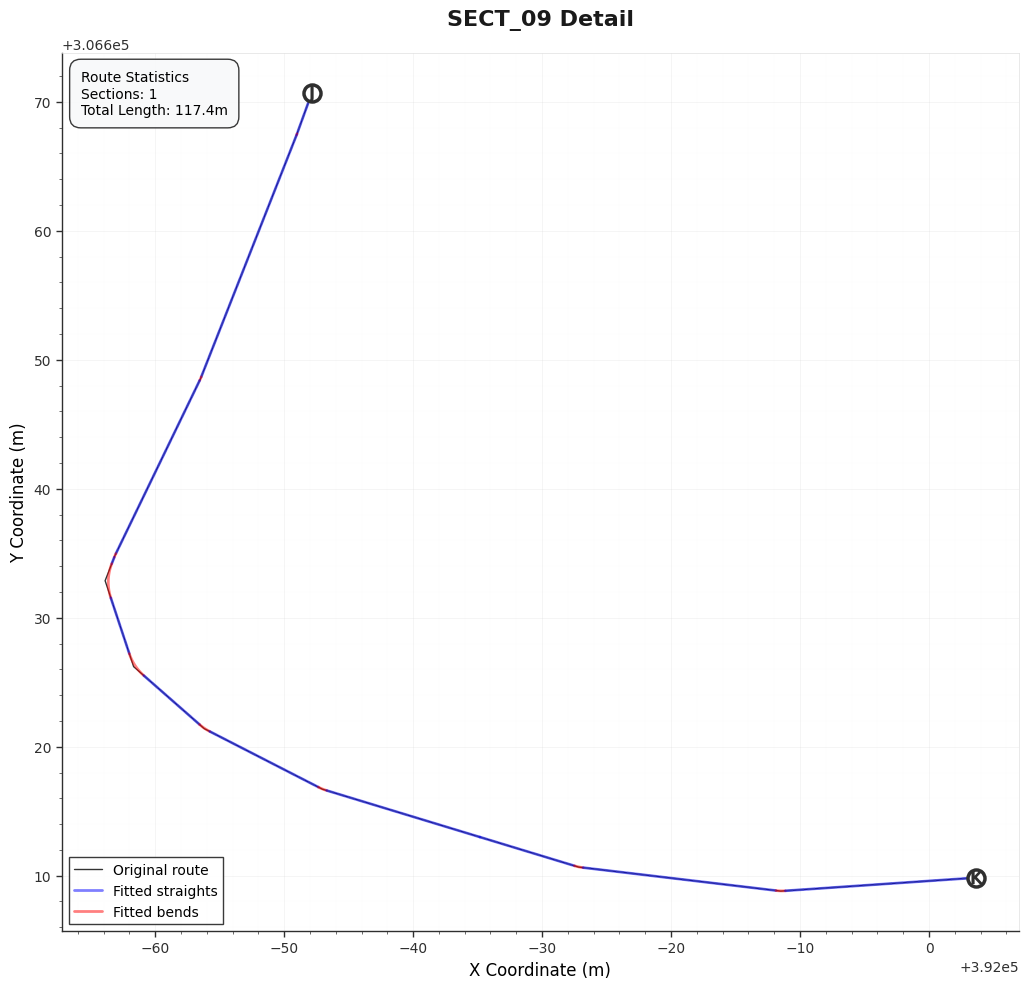 SECT_09 Detail
+3.066e5
Route Statistics
Sections: 1
Total Length: 117.4m
J
70
60
50
40
30
20
10
Y Coordinate (m)
K
Original route
Fitted straights
Fitted bends
−60
−50
−40
−30
−20
−10
0
+3.92e5
X Coordinate (m)